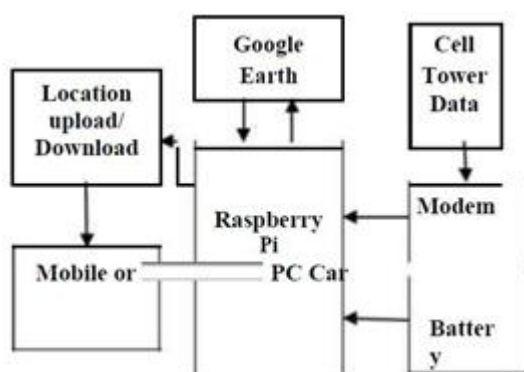 Google
Earth
Cell
Tower
Data
Location
upload/
Download
Raspberry
Pi
Modem
Mobile or
PC Car
Batter
y